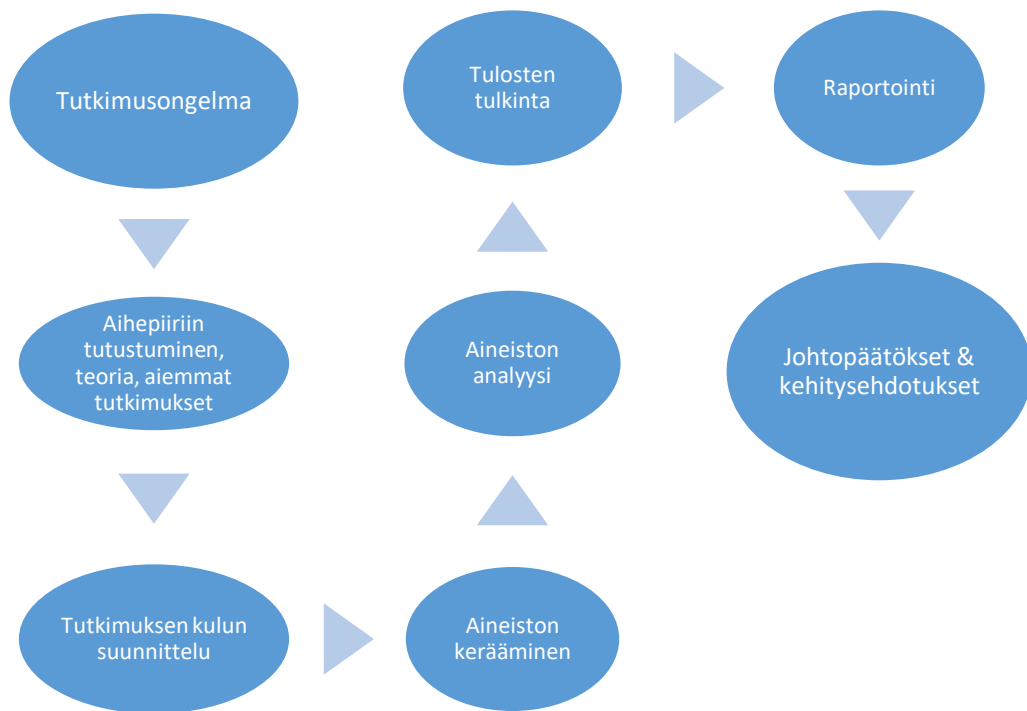 Tutkimusongelma
Aihepiiriin
tutustuminen,
teoria, aiemmat
tutkimukset
Tutkimuksen kulun
suunnittelu
Aineiston
kerääminen
Aineiston
analyysi
Tulosten
tulkinta
Raportointi
Johtopäätökset &
kehitysehdotukset